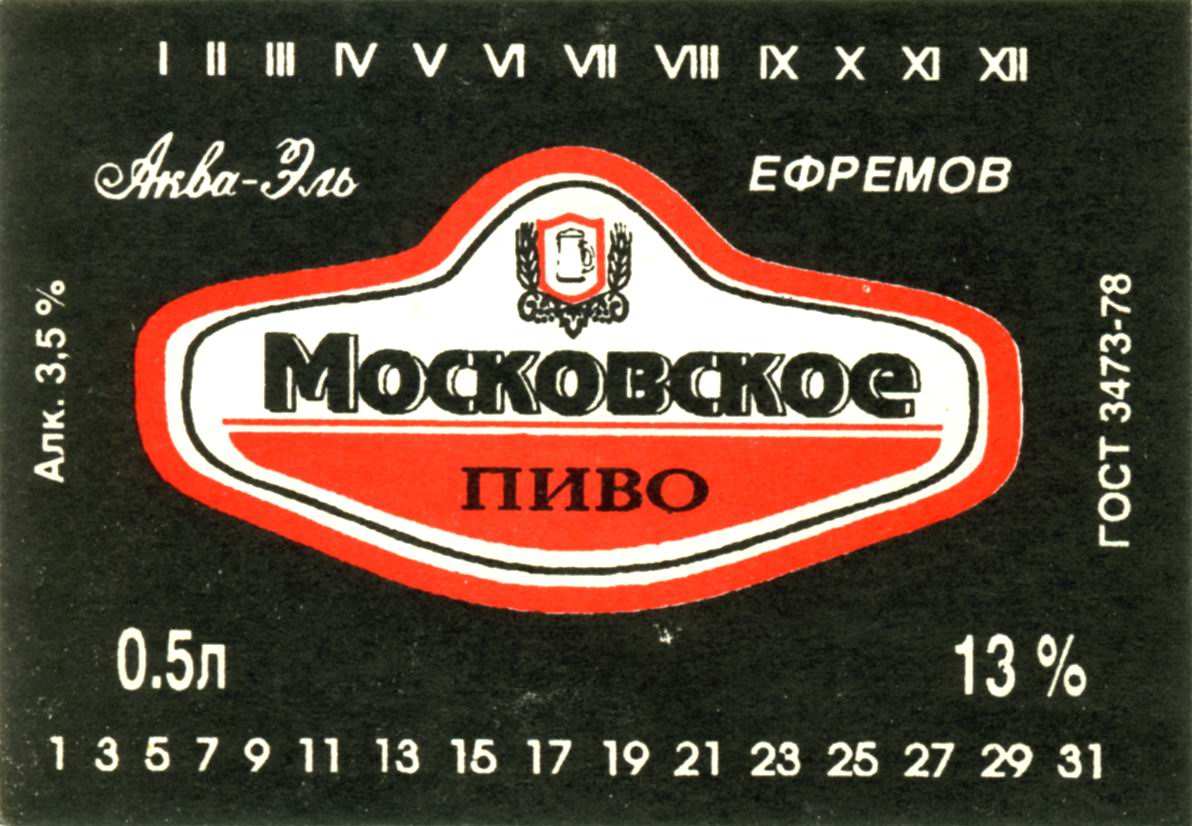 I II III IV V VI VII VIII IX X XI XII
Аква-Эль
ЕФРЕМОВ
Алк. 3,5 %
Московское
ПИВО
ГОСТ 3473-78
0.5л
13 %
1 3 5 7 9 11 13 15 17 19 21 23 25 27 29 31